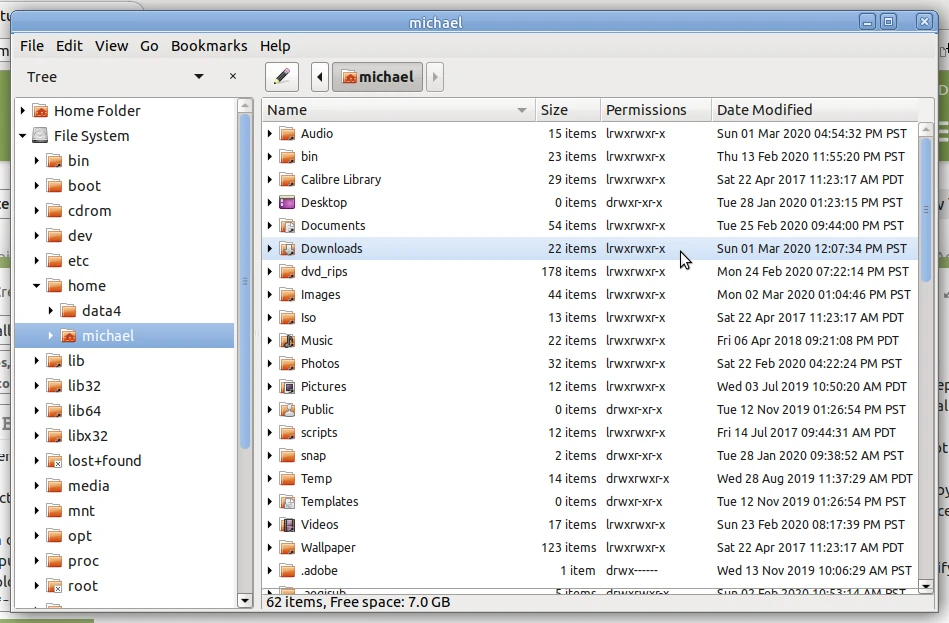 michael
File Edit View Go Bookmarks Help
Tree
michael
Home Folder
File System
bin
boot
cdrom
dev
etc
home
data4
michael
lib
lib32
lib64
libx32
lost+found
media
mnt
opt
proc
root
Name Size Permissions Date Modified
Audio 15 items lrwxrwxr-x Sun 01 Mar 2020 04:54:32 PM PST
bin 23 items lrwxrwxr-x Thu 13 Feb 2020 11:55:20 PM PST
Calibre Library 29 items lrwxrwxr-x Sat 22 Apr 2017 11:23:17 AM PDT
Desktop 0 items drwxr-xr-x Tue 28 Jan 2020 01:23:15 PM PST
Documents 54 items lrwxrwxr-x Tue 25 Feb 2020 09:44:00 PM PST
Downloads 22 items lrwxrwxr-x Sun 01 Mar 2020 12:07:34 PM PST
dvd_rips 178 items lrwxrwxr-x Mon 24 Feb 2020 07:22:14 PM PST
Images 44 items lrwxrwxr-x Mon 02 Mar 2020 01:04:46 PM PST
Iso 13 items lrwxrwxr-x Sat 22 Apr 2017 11:23:17 AM PDT
Music 22 items lrwxrwxr-x Fri 06 Apr 2018 09:21:08 PM PDT
Photos 32 items lrwxrwxr-x Sat 22 Feb 2020 04:22:24 PM PST
Pictures 12 items lrwxrwxr-x Wed 03 Jul 2019 10:50:20 AM PDT
Public 0 items drwxr-xr-x Tue 12 Nov 2019 01:26:54 PM PST
scripts 12 items lrwxrwxr-x Fri 14 Jul 2017 09:44:31 AM PDT
snap 2 items drwxr-xr-x Tue 28 Jan 2020 09:38:52 AM PST
Temp 14 items drwxrwxr-x Wed 28 Aug 2019 11:37:29 AM PDT
Templates 0 items drwxr-xr-x Tue 12 Nov 2019 01:26:54 PM PST
Videos 17 items lrwxrwxr-x Sun 23 Feb 2020 08:17:39 PM PST
Wallpaper 123 items lrwxrwxr-x Sat 22 Apr 2017 11:23:17 AM PDT
.adobe 1 item drwx------ Wed 13 Nov 2019 10:06:29 AM PST
62 items, Free space: 7.0 GB